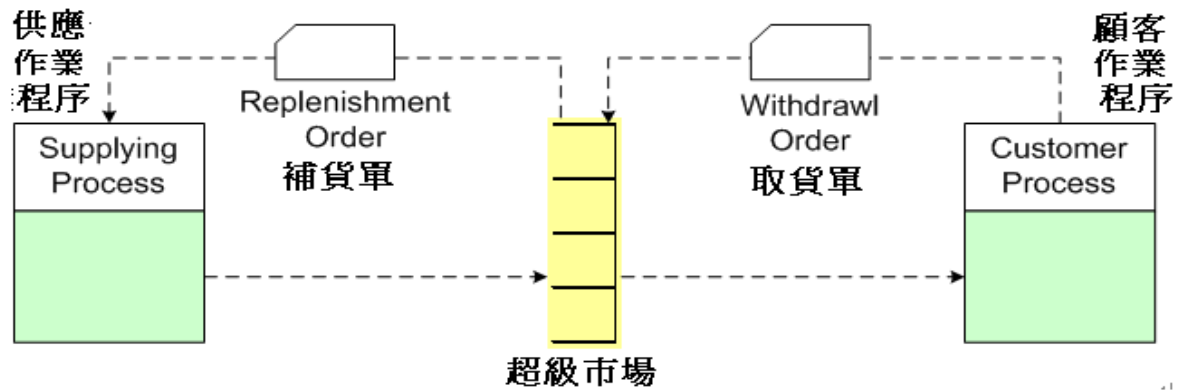 供應
作業
程序
Supplying
Process
Replenishment
Order
補貨單
超級市場
Withdrawl
Order
取貨單
顧客
作業
程序
Customer
Process